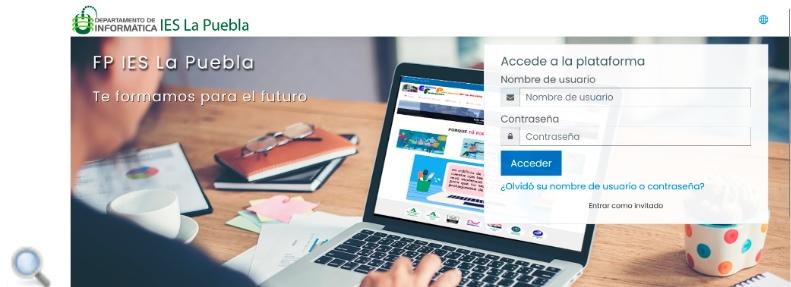 DEPARTAMENTO DE
INFORMÁTICA IES La Puebla
FP IES La Puebla
Te formamos para el futuro
Accede a la plataforma
Nombre de usuario
Nombre de usuario
Contraseña
Contraseña
Acceder
¿Olvidó su nombre de usuario o contraseña?
Entrar como invitado